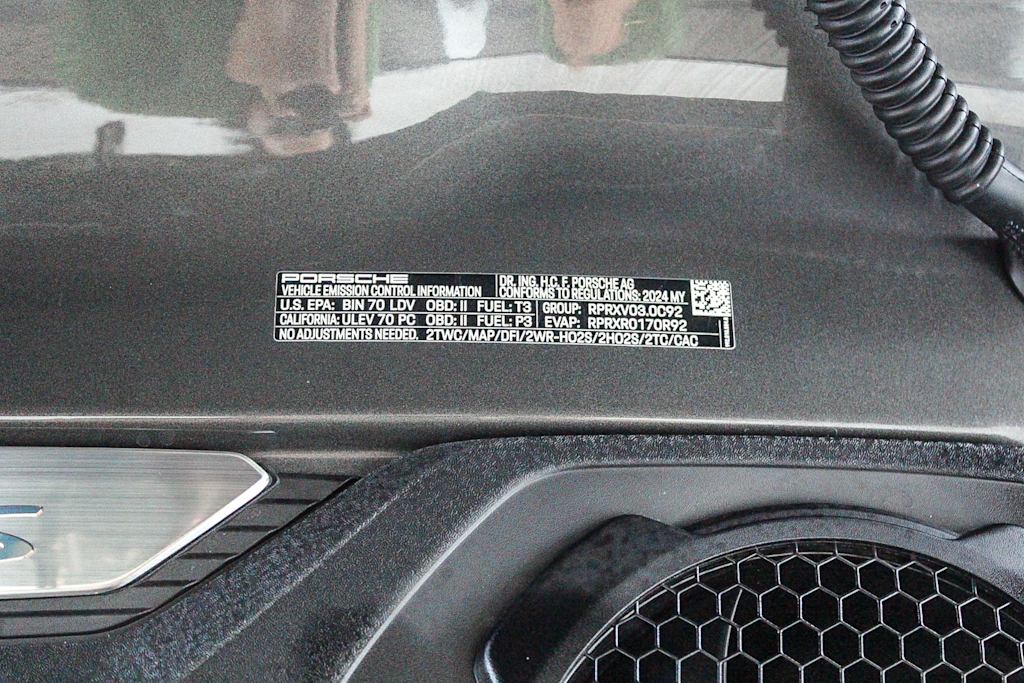 PORSCHE
VEHICLE EMISSION CONTROL INFORMATION
DR. ING. H.C. F. PORSCHE AG
CONFORMS TO REGULATIONS: 2024 MY
U.S. EPA: BIN 70 LDV OBD: II FUEL: T3 GROUP: RPRXV03.0C92
CALIFORNIA: ULEV 70 PC OBD: II FUEL: P3 EVAP: RPRXR0170R92
NO ADJUSTMENTS NEEDED. 2TWC/MAP/DFI/2WR-HO2S/2HO2S/2TC/CAC